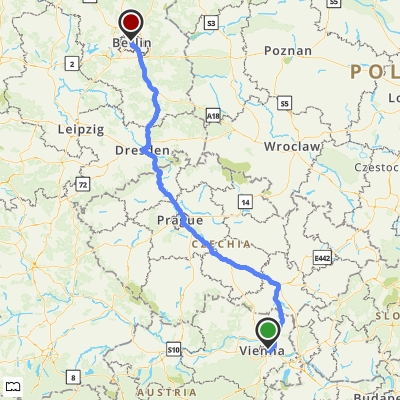 Berlin
S3
2
Poznan
POL
S5
Lo
A18
Leipzig
Dresden
Wroclaw
Czestoc
72
14
Prague
CZECHIA
E442
SLO
Vienna
S10
8
AUSTRIA
Budape